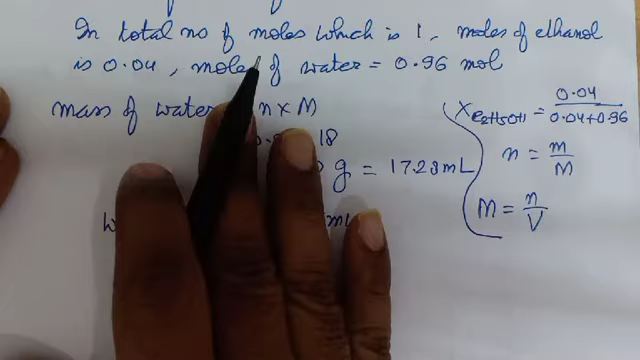 In total no of moles which is 1, moles of ethanol
is 0.04, moles of water = 0.96 mol
mass of water n x M
18
g = 17.28 mL
X C2H5OH = 0.04 / 0.04+0.96
n = m / M
M = n / V